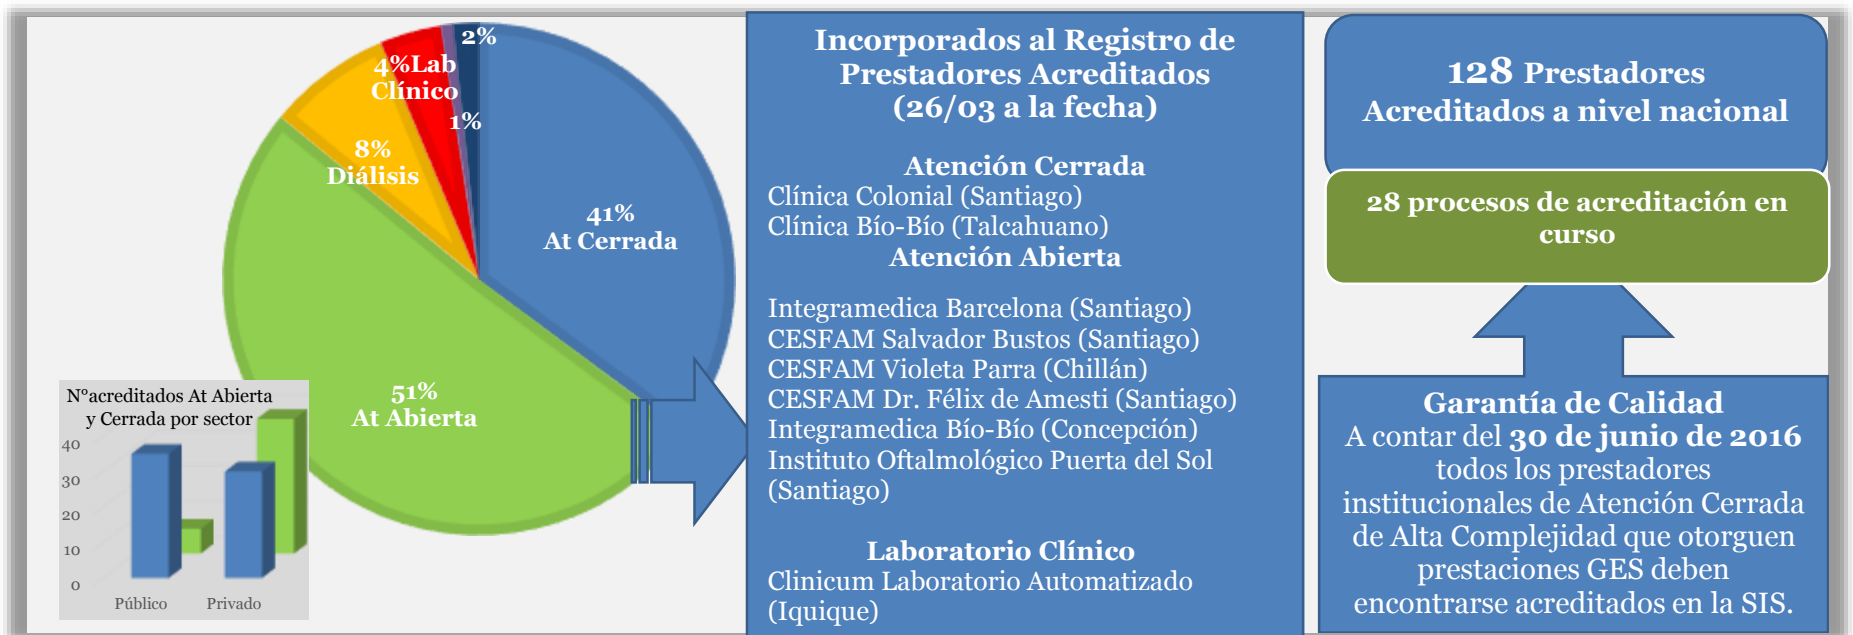 2%
4%Lab
Clínico
1%
8%
Diálisis
41%
At Cerrada
51%
At Abierta
N°acreditados At Abierta
y Cerrada por sector
40
30
20
10
0
Público
Privado
Incorporados al Registro de
Prestadores Acreditados
(26/03 a la fecha)
Atención Cerrada
Clínica Colonial (Santiago)
Clínica Bío-Bío (Talcahuano)
Atención Abierta
Integramedica Barcelona (Santiago)
CESFAM Salvador Bustos (Santiago)
CESFAM Violeta Parra (Chillán)
CESFAM Dr. Félix de Amesti (Santiago)
Integramedica Bío-Bío (Concepción)
Instituto Oftalmológico Puerta del Sol
(Santiago)
Laboratorio Clínico
Clinicum Laboratorio Automatizado
(Iquique)
128 Prestadores
Acreditados a nivel nacional
28 procesos de acreditación en
curso
Garantía de Calidad
A contar del 30 de junio de 2016
todos los prestadores
institucionales de Atención Cerrada
de Alta Complejidad que otorguen
prestaciones GES deben
encontrarse acreditados en la SIS.